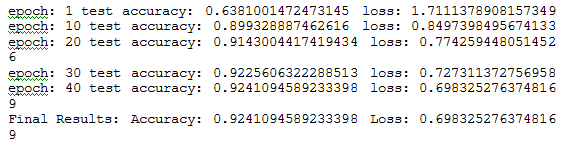 epoch: 1 test accuracy: 0.6381001472473145 loss: 1.7111378908157349
epoch: 10 test accuracy: 0.899328887462616 loss: 0.8497398495674133
epoch: 20 test accuracy: 0.9143004417419434 loss: 0.774259448051452
6
epoch: 30 test accuracy: 0.9225606322288513 loss: 0.727311372756958
epoch: 40 test accuracy: 0.9241094589233398 loss: 0.698325276374816
9
Final Results: Accuracy: 0.9241094589233398 Loss: 0.698325276374816
9